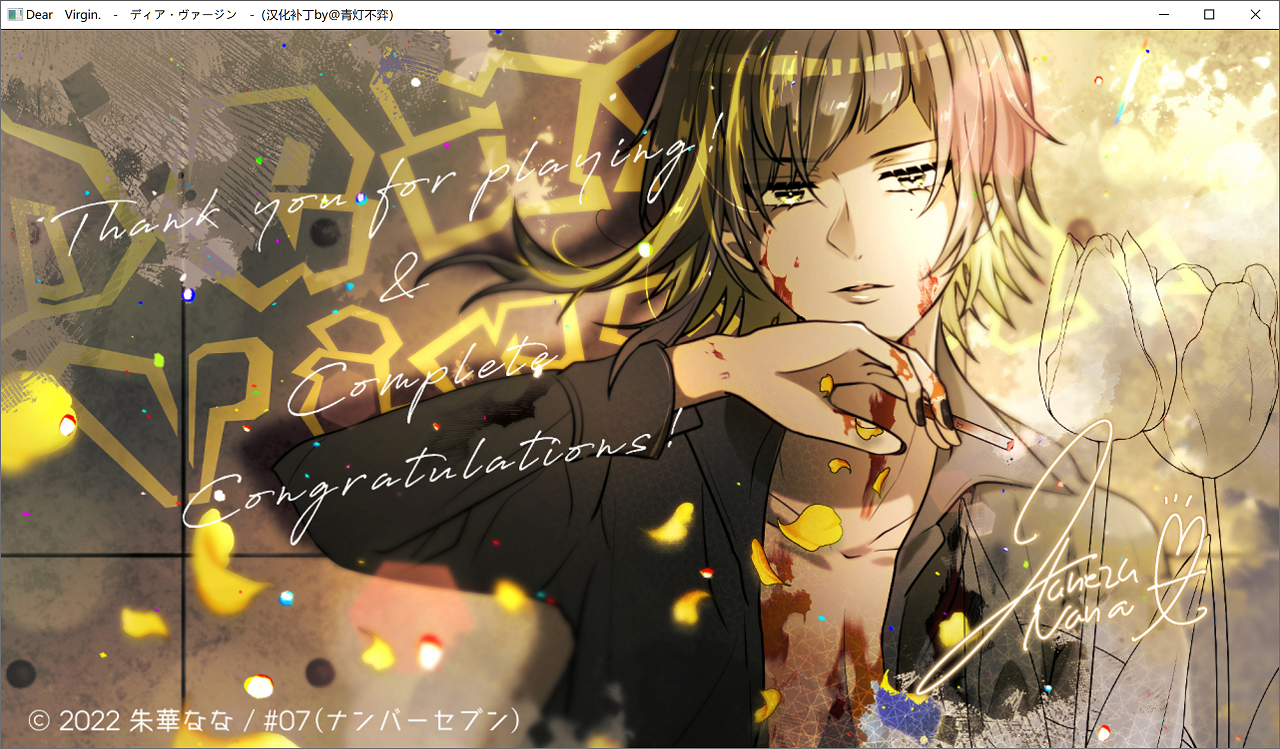 Dear Virgin. - ディア・ヴァージン - (汉化补丁by@青灯不弈)
Thank you for playing!
&
Complete
Congratulations!
Nana
© 2022 朱華なな / #07(ナンバーセブン)